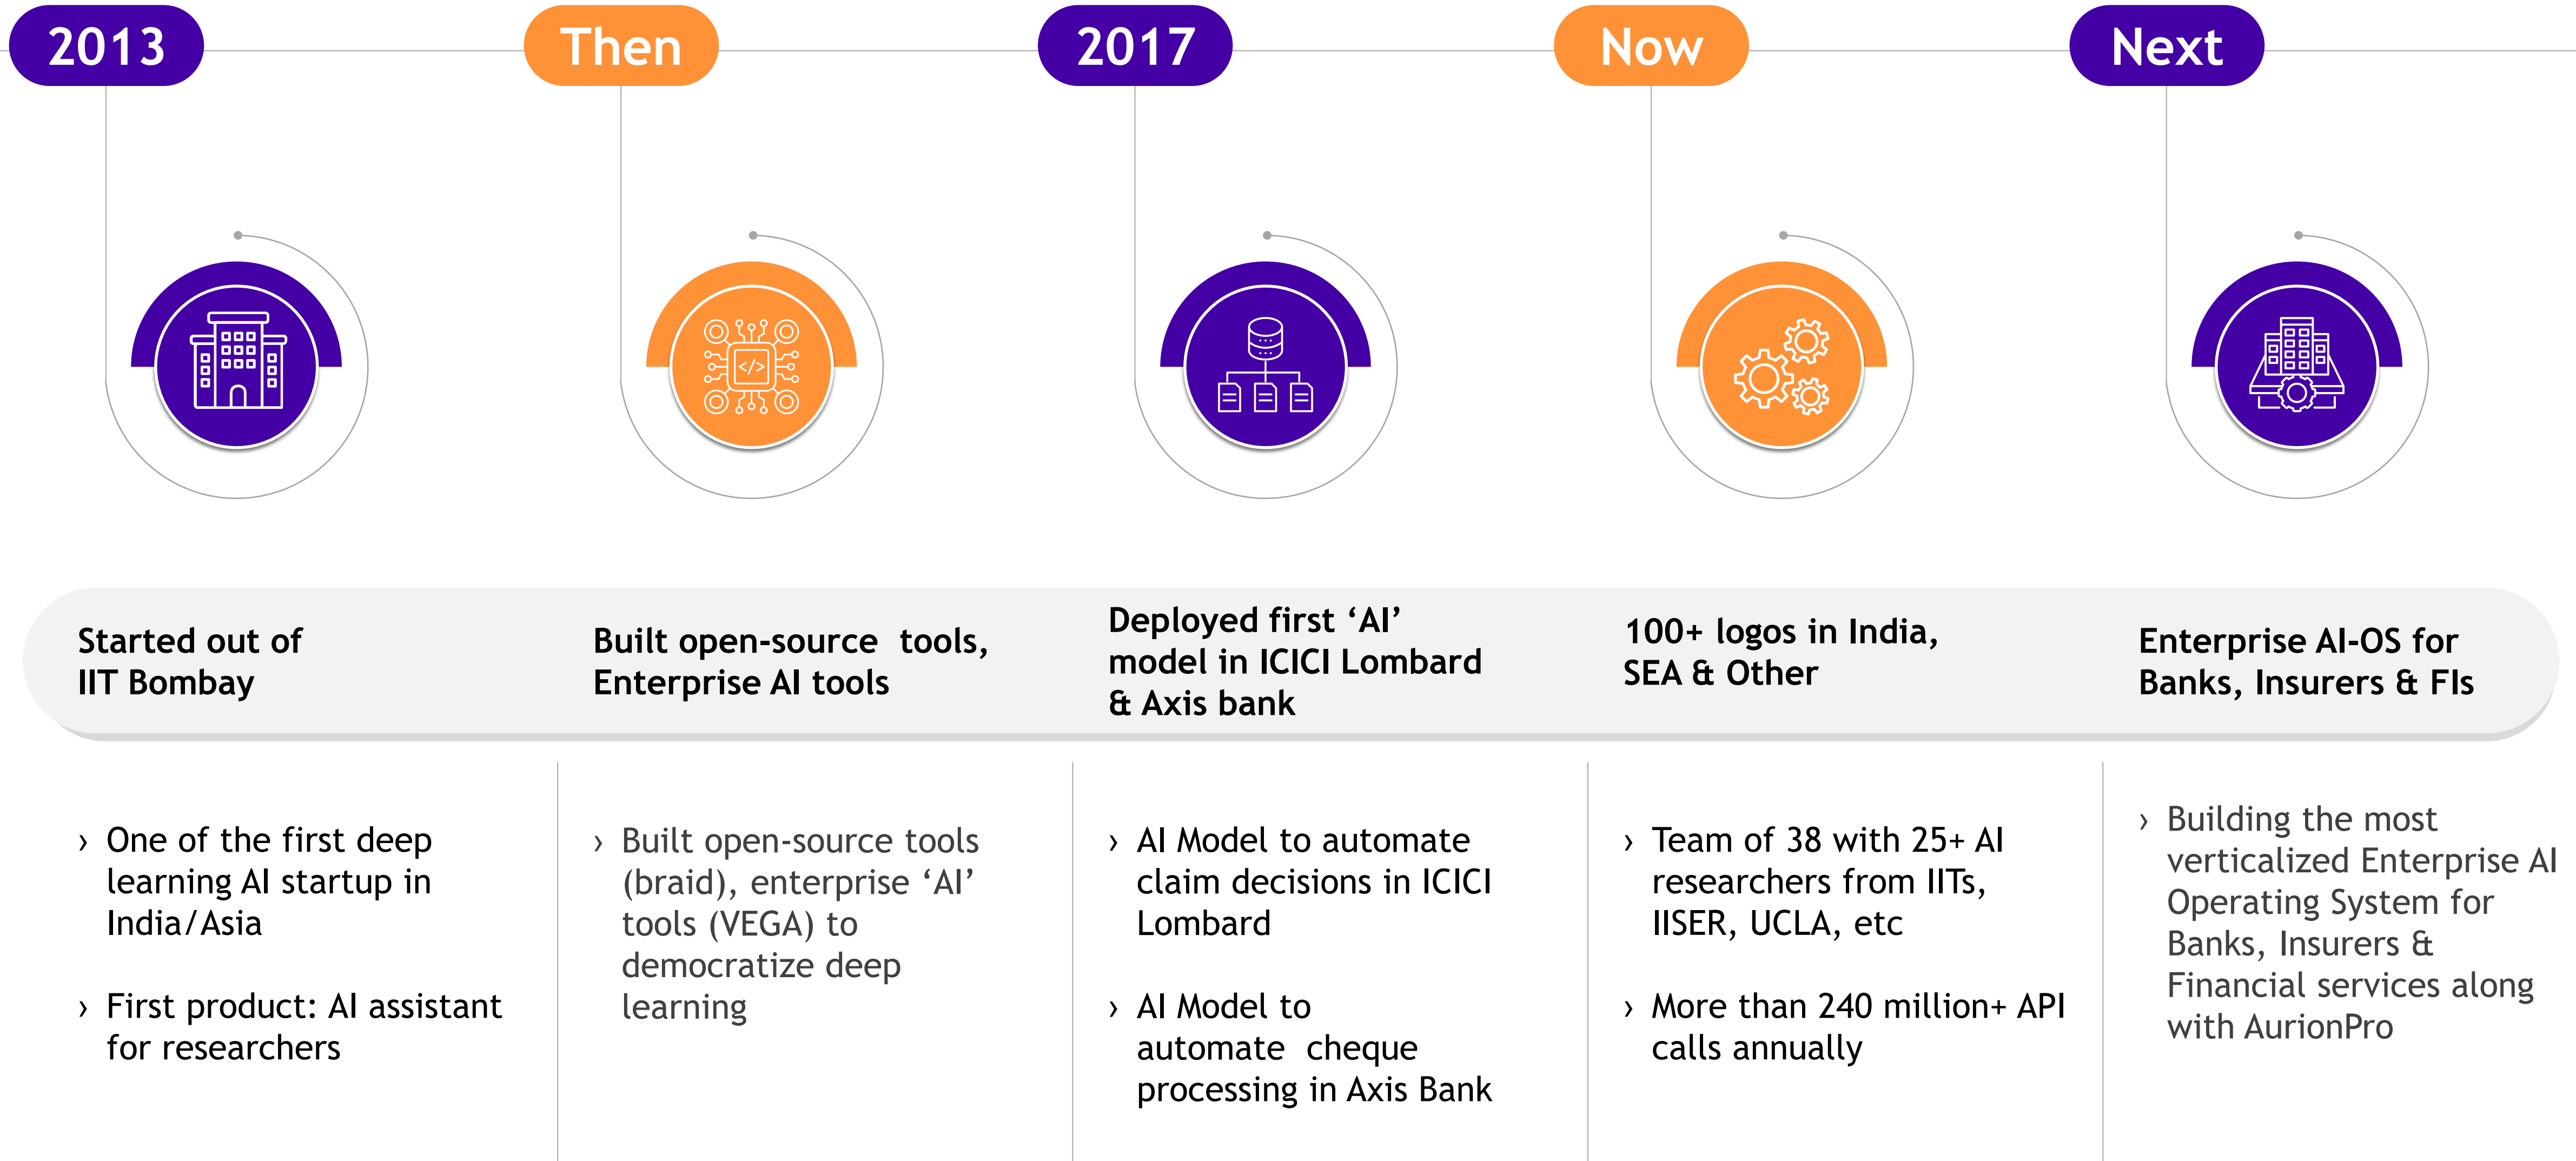 2013
Then
2017
Now
Next
</>
Started out of
IIT Bombay
Built open-source  tools,
Enterprise AI tools
Deployed first ‘AI’
model in ICICI Lombard
& Axis bank
100+ logos in India,
SEA & Other
Enterprise AI-OS for
Banks, Insurers & FIs
› One of the first deep
learning AI startup in
India/Asia
› First product: AI assistant
for researchers
› Built open-source tools
(braid), enterprise ‘AI’
tools (VEGA) to
democratize deep
learning
› AI Model to automate
claim decisions in ICICI
Lombard
› AI Model to
automate  cheque
processing in Axis Bank
› Team of 38 with 25+ AI
researchers from IITs,
IISER, UCLA, etc
› More than 240 million+ API
calls annually
› Building the most
verticalized Enterprise AI
Operating System for
Banks, Insurers &
Financial services along
with AurionPro